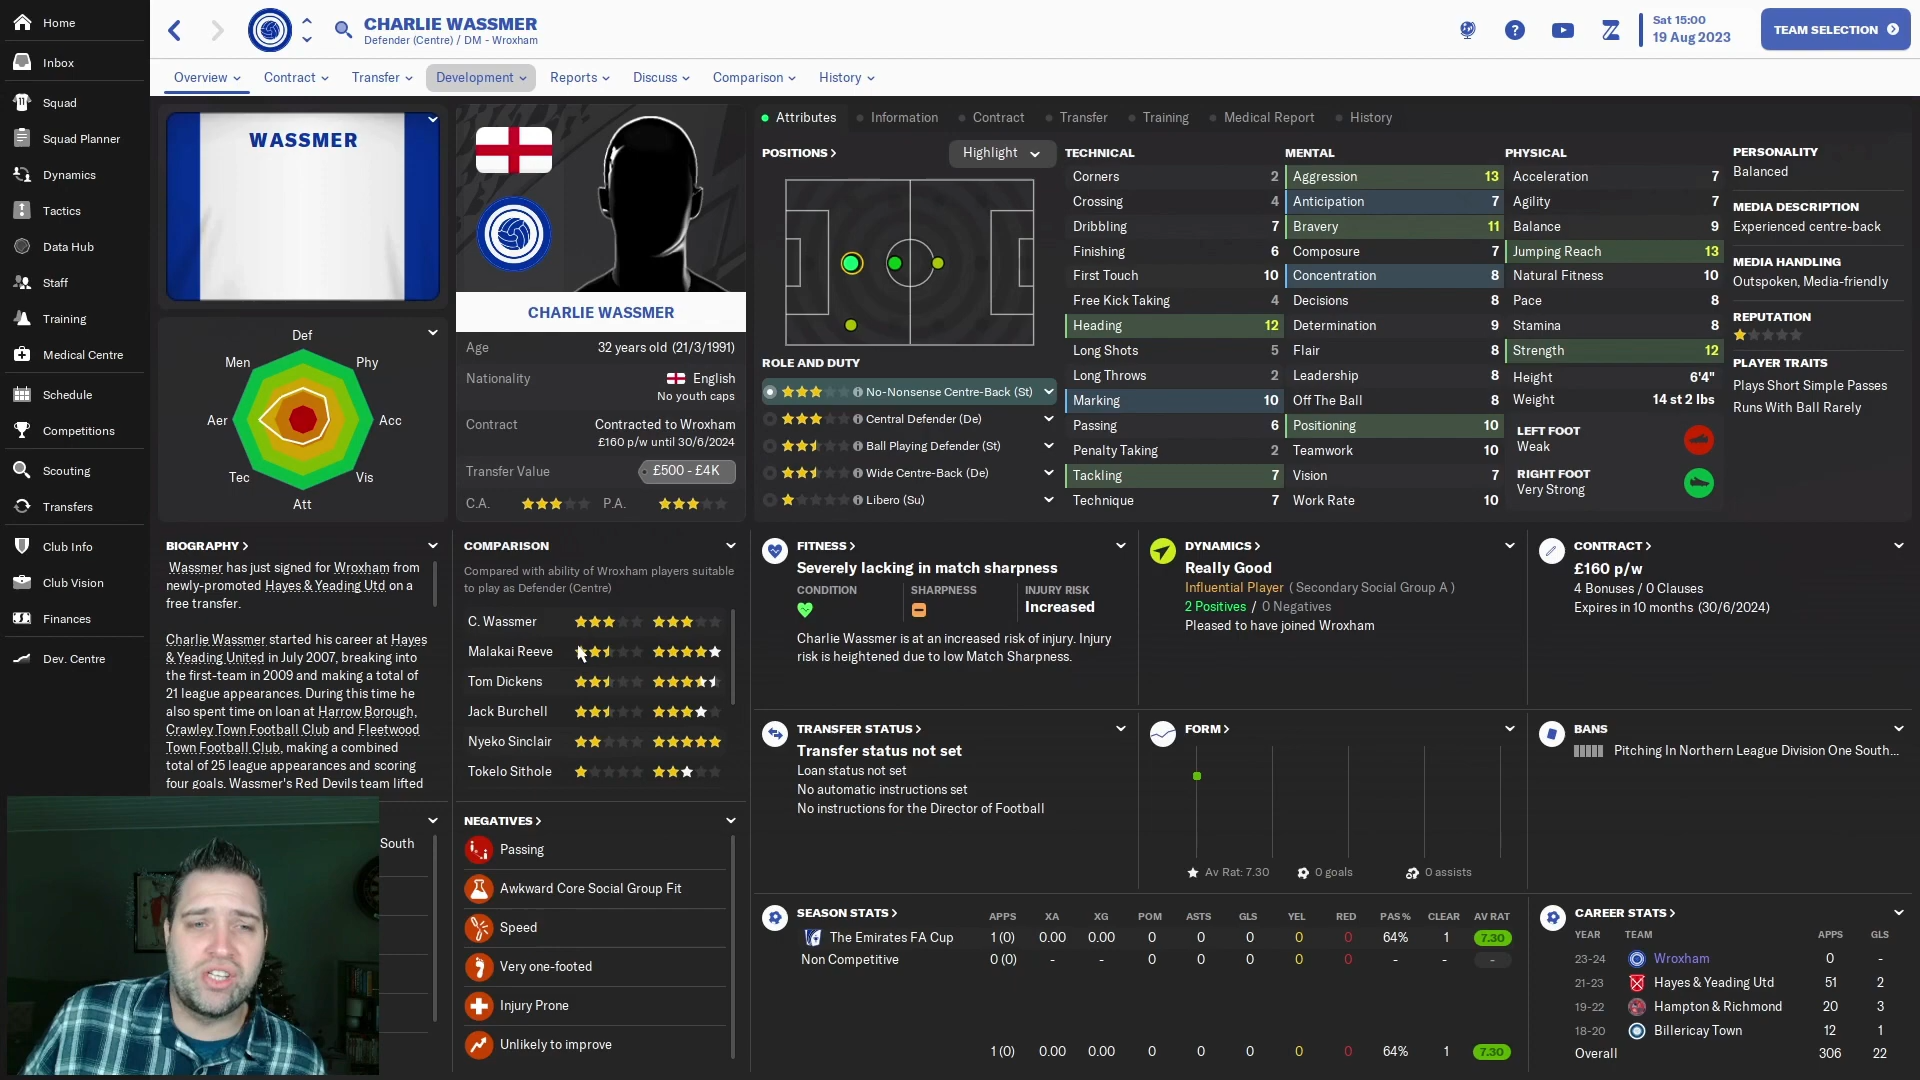 Home
Inbox
Squad
Squad Planner
Dynamics
Tactics
Data Hub
Staff
Training
Medical Centre
Schedule
Competitions
Scouting
Transfers
Club Info
Club Vision
Finances
Dev. Centre
CHARLIE WASSMER
Defender (Centre) / DM - Wroxham
Sat 15:00
19 Aug 2023
TEAM SELECTION
Overview
Contract
Transfer
Development
Reports
Discuss
Comparison
History
WASSMER
Def
Men
Phy
Aer
Acc
Tec
Vis
Att
CHARLIE WASSMER
Age 32 years old (21/3/1991)
Nationality English
No youth caps
Contract Contracted to Wroxham
£160 p/w until 30/6/2024
Transfer Value £500 - £4K
C.A. P.A.
Attributes Information Contract Transfer Training Medical Report History
POSITIONS >
Highlight
ROLE AND DUTY
No-Nonsense Centre-Back (St)
Central Defender (De)
Ball Playing Defender (St)
Wide Centre-Back (De)
Libero (Su)
TECHNICAL
Corners 2
Crossing 4
Dribbling 7
Finishing 6
First Touch 10
Free Kick Taking 4
Heading 12
Long Shots 5
Long Throws 2
Marking 10
Passing 6
Penalty Taking 2
Tackling 7
Technique 7
MENTAL
Aggression 13
Anticipation 7
Bravery 11
Composure 7
Concentration 8
Decisions 8
Determination 9
Flair 8
Leadership 8
Off The Ball 8
Positioning 10
Teamwork 10
Vision 7
Work Rate 10
PHYSICAL
Acceleration 7
Agility 7
Balance 9
Jumping Reach 13
Natural Fitness 10
Pace 8
Stamina 8
Strength 12
Height 6'4"
Weight 14 st 2 lbs
LEFT FOOT
Weak
RIGHT FOOT
Very Strong
PERSONALITY
Balanced
MEDIA DESCRIPTION
Experienced centre-back
MEDIA HANDLING
Outspoken, Media-friendly
REPUTATION
PLAYER TRAITS
Plays Short Simple Passes
Runs With Ball Rarely
BIOGRAPHY >
Wassmer has just signed for Wroxham from
newly-promoted Hayes & Yeading Utd on a
free transfer.
Charlie Wassmer started his career at Hayes
& Yeading United in July 2007, breaking into
the first-team in 2009 and making a total of
21 league appearances. During this time he
also spent time on loan at Harrow Borough,
Crawley Town Football Club and Fleetwood
Town Football Club, making a combined
total of 25 league appearances and scoring
four goals. Wassmer's Red Devils team lifted
South
COMPARISON
Compared with ability of Wroxham players suitable
to play as Defender (Centre)
C. Wassmer
Malakai Reeve
Tom Dickens
Jack Burchell
Nyeko Sinclair
Tokelo Sithole
NEGATIVES >
Passing
Awkward Core Social Group Fit
Speed
Very one-footed
Injury Prone
Unlikely to improve
FITNESS >
Severely lacking in match sharpness
CONDITION SHARPNESS INJURY RISK
Increased
Charlie Wassmer is at an increased risk of injury. Injury
risk is heightened due to low Match Sharpness.
DYNAMICS >
Really Good
Influential Player ( Secondary Social Group A )
2 Positives / 0 Negatives
Pleased to have joined Wroxham
CONTRACT >
£160 p/w
4 Bonuses / 0 Clauses
Expires in 10 months (30/6/2024)
TRANSFER STATUS >
Transfer status not set
Loan status not set
No automatic instructions set
No instructions for the Director of Football
FORM >
Av Rat: 7.30 0 goals 0 assists
BANS
Pitching In Northern League Division One South...
SEASON STATS > APPS XA XG POM ASTS GLS YEL RED PAS % CLEAR AV RAT
The Emirates FA Cup 1 (0) 0.00 0.00 0 0 0 0 0 64% 1 7.30
Non Competitive 0 (0) - - 0 0 0 0 0 - - -
1 (0) 0.00 0.00 0 0 0 0 0 64% 1 7.30
CAREER STATS >
YEAR TEAM APPS GLS
23-24 Wroxham 0 -
21-23 Hayes & Yeading Utd 51 2
19-22 Hampton & Richmond 20 3
18-20 Billericay Town 12 1
Overall 306 22